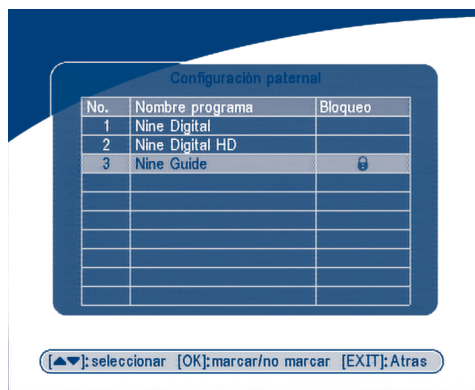 Configuración paternal
No. Nombre programa Bloqueo
1 Nine Digital
2 Nine Digital HD
3 Nine Guide
[▲▼]: seleccionar [OK]: marcar/no marcar [EXIT]: Atras